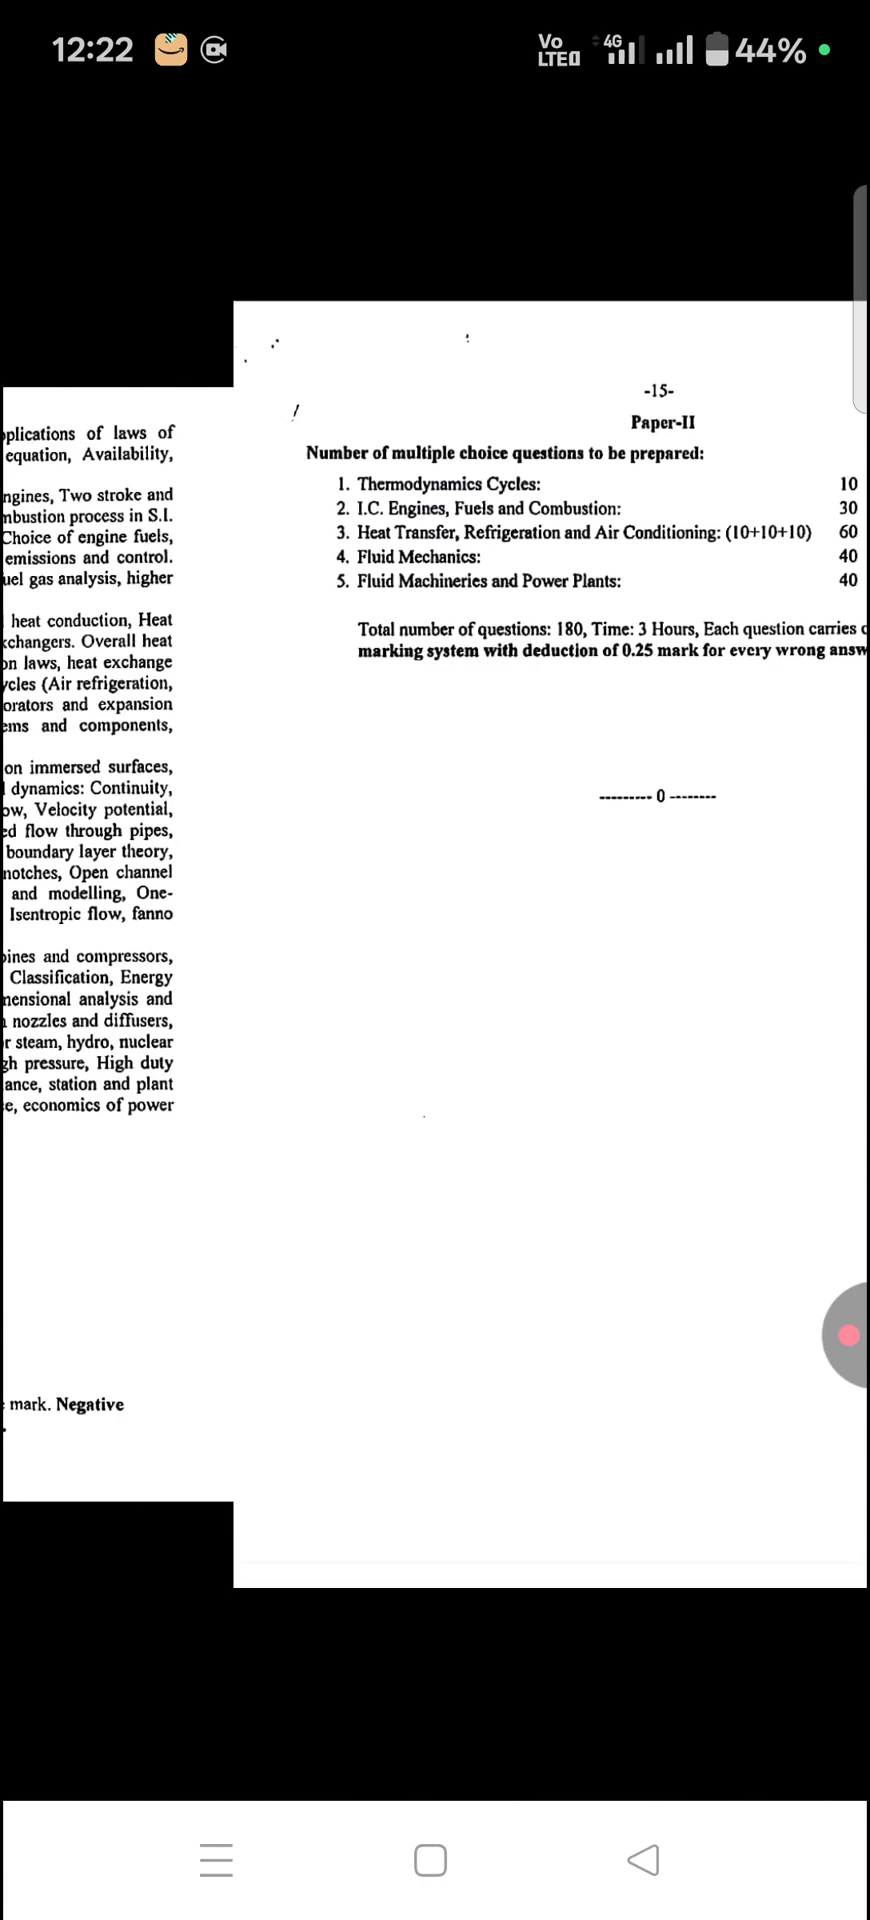 12:22
Vo
LTE
4G
44%
plications of laws of
equation, Availability,
ngines, Two stroke and
mbustion process in S.I.
Choice of engine fuels,
emissions and control.
uel gas analysis, higher
heat conduction, Heat
xchangers. Overall heat
on laws, heat exchange
ycles (Air refrigeration,
orators and expansion
ems and components,
on immersed surfaces,
dynamics: Continuity,
ow, Velocity potential,
ed flow through pipes,
boundary layer theory,
notches, Open channel
and modelling, One-
Isentropic flow, fanno
bines and compressors,
Classification, Energy
mensional analysis and
nozzles and diffusers,
r steam, hydro, nuclear
gh pressure, High duty
ance, station and plant
e, economics of power
mark. Negative
-15-
Paper-II
Number of multiple choice questions to be prepared:
1. Thermodynamics Cycles: 10
2. I.C. Engines, Fuels and Combustion: 30
3. Heat Transfer, Refrigeration and Air Conditioning: (10+10+10) 60
4. Fluid Mechanics: 40
5. Fluid Machineries and Power Plants: 40
Total number of questions: 180, Time: 3 Hours, Each question carries
marking system with deduction of 0.25 mark for every wrong answ
--------- 0 --------